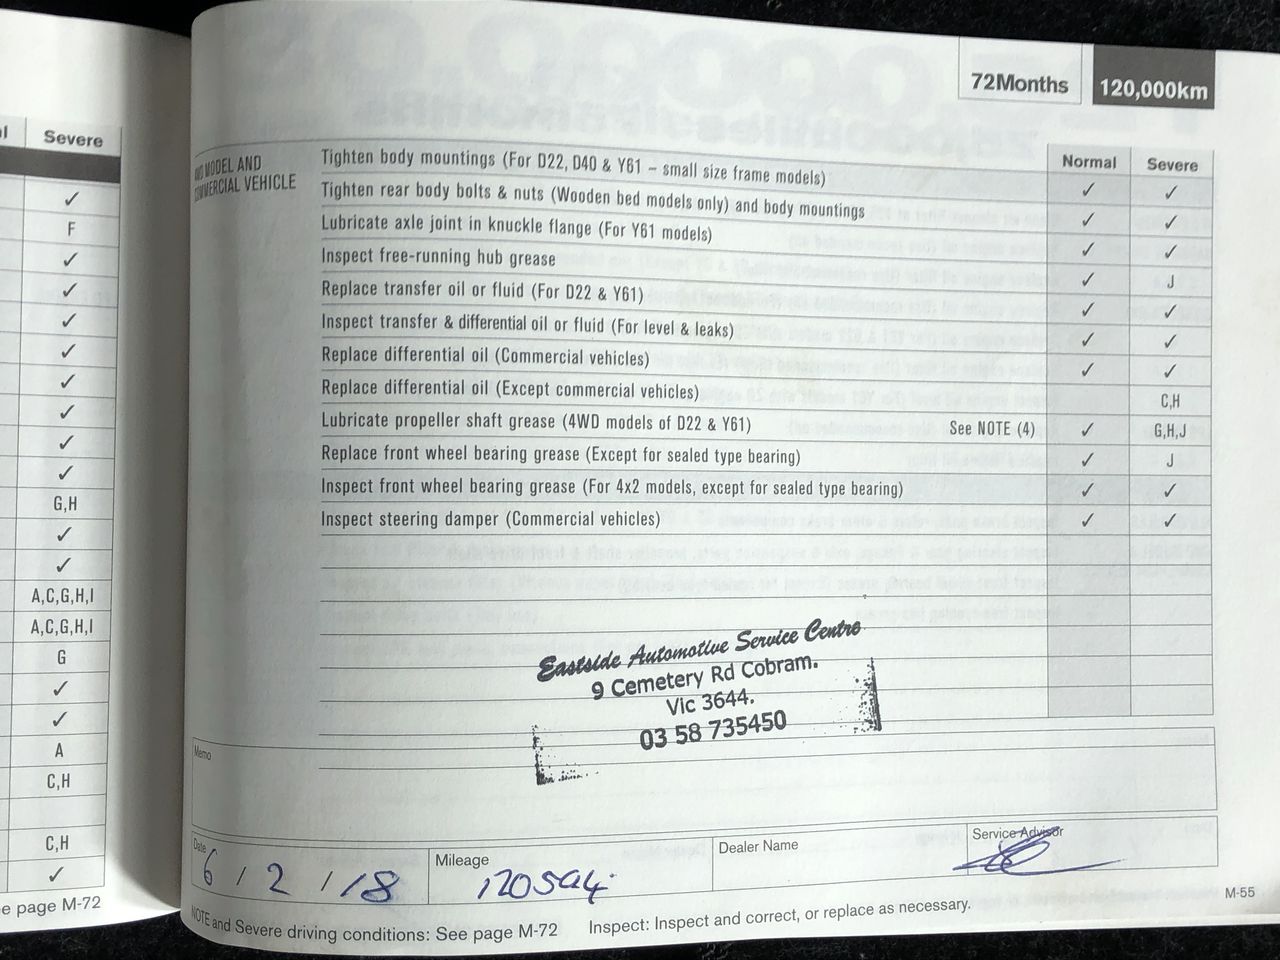 Severe
✓
F
✓
✓
✓
✓
✓
✓
✓
✓
G,H
✓
✓
A,C,G,H,I
A,C,G,H,I
G
✓
✓
A
C,H
C,H
✓
e page M-72
72Months 120,000km
Normal Severe
MODEL AND
COMMERCIAL VEHICLE
Tighten body mountings (For D22, D40 & Y61 – small size frame models) ✓ ✓
Tighten rear body bolts & nuts (Wooden bed models only) and body mountings ✓ ✓
Lubricate axle joint in knuckle flange (For Y61 models) ✓ ✓
Inspect free-running hub grease ✓ J
Replace transfer oil or fluid (For D22 & Y61) ✓ ✓
Inspect transfer & differential oil or fluid (For level & leaks) ✓ ✓
Replace differential oil (Commercial vehicles) ✓ ✓
Replace differential oil (Except commercial vehicles) C,H
Lubricate propeller shaft grease (4WD models of D22 & Y61) See NOTE (4) ✓ G,H,J
Replace front wheel bearing grease (Except for sealed type bearing) ✓ J
Inspect front wheel bearing grease (For 4x2 models, except for sealed type bearing) ✓ ✓
Inspect steering damper (Commercial vehicles) ✓ ✓
Eastside Automotive Service Centre
9 Cemetery Rd Cobram.
Vic 3644.
03 58 735450
Memo
Date
6 / 2 / 18
Mileage
120594
Dealer Name
Service Advisor
M-55
NOTE and Severe driving conditions: See page M-72 Inspect: Inspect and correct, or replace as necessary.